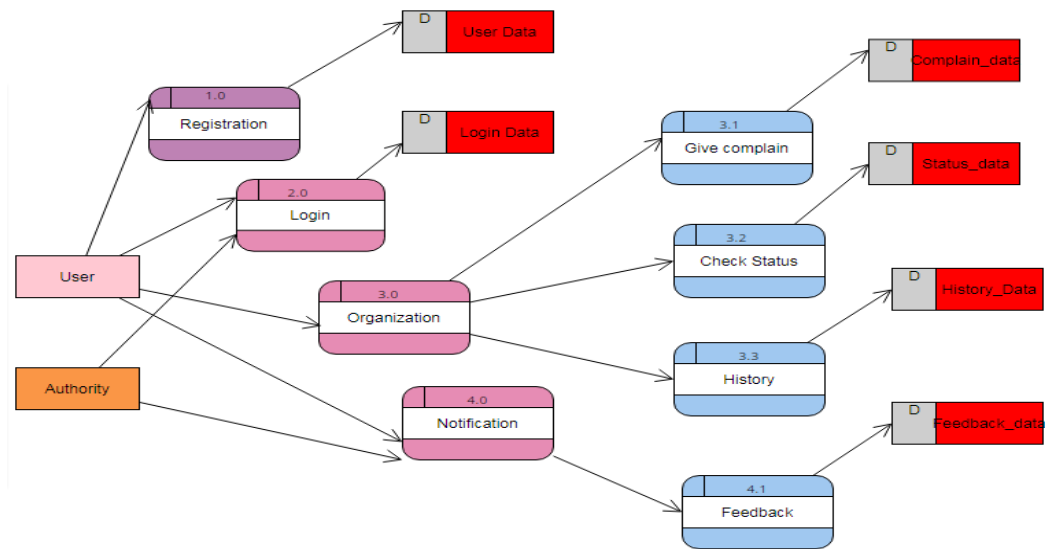 D
User Data
D
Complain_data
1.0
Registration
D
Login Data
3.1
Give complain
D
Status_data
2.0
Login
3.2
Check Status
User
D
History_Data
3.0
Organization
3.3
History
Authority
4.0
Notification
D
Feedback_data
4.1
Feedback